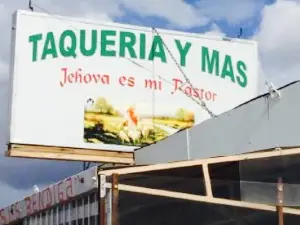 TAQUERIA Y MAS
Jehova es mi Pastor